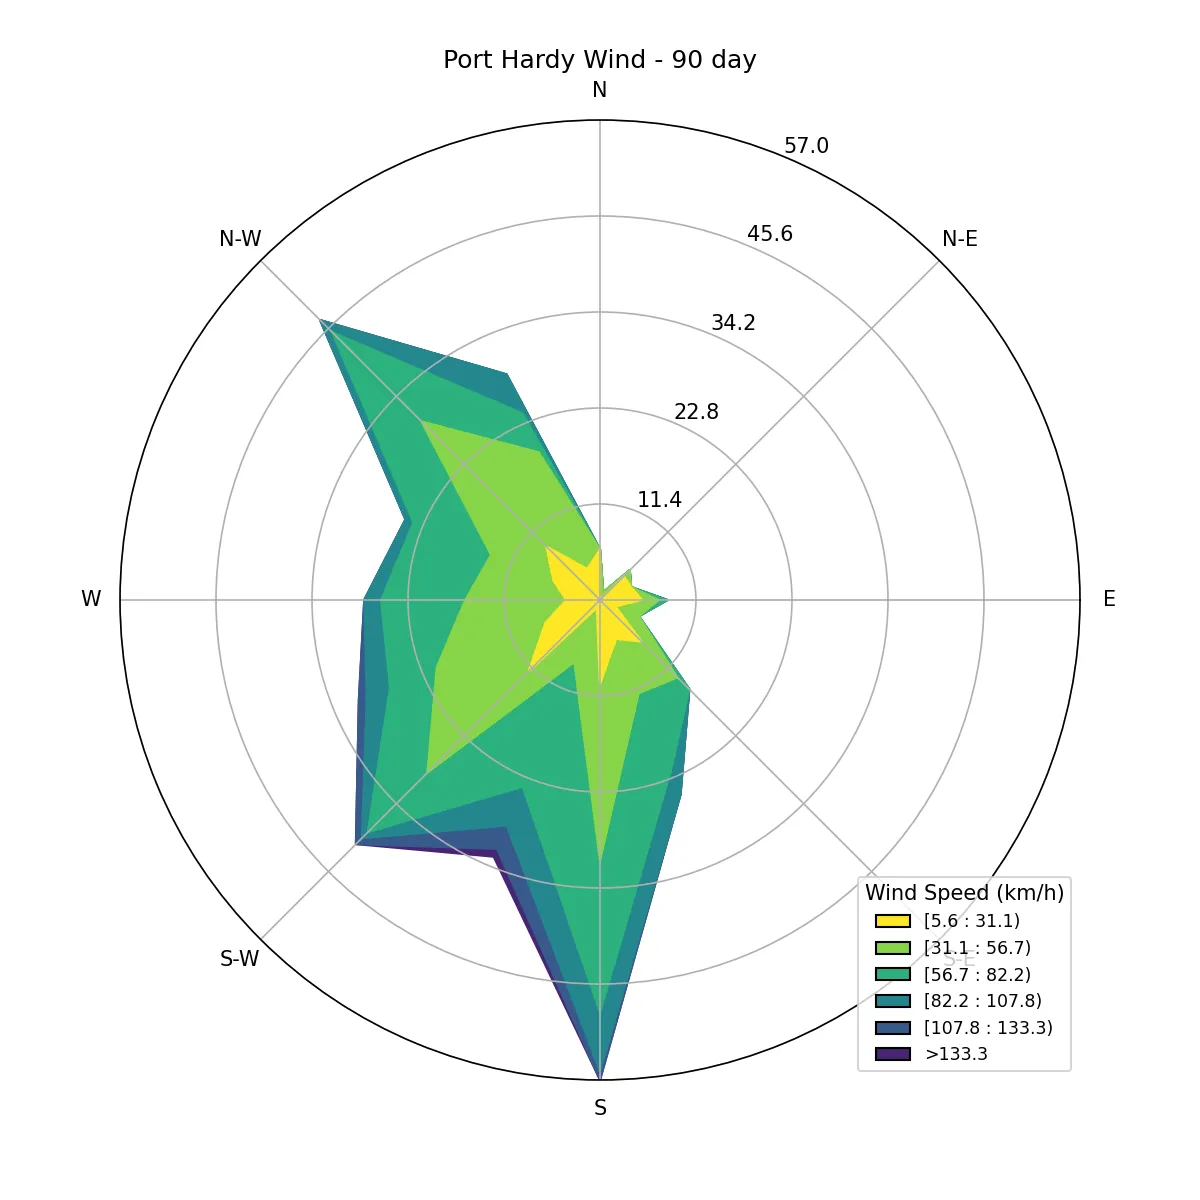 Port Hardy Wind - 90 day
N
57.0
N-W
45.6
N-E
34.2
22.8
11.4
W
E
S-W
S-E
S
Wind Speed (km/h)
[5.6 : 31.1)
[31.1 : 56.7)
[56.7 : 82.2)
[82.2 : 107.8)
[107.8 : 133.3)
>133.3